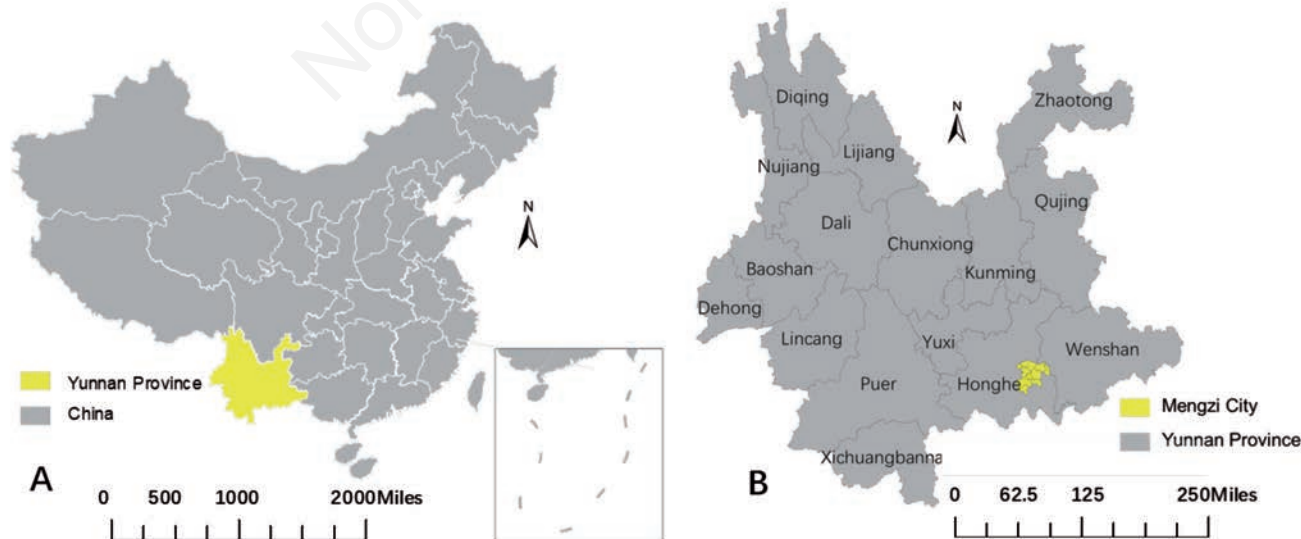 N
Yunnan Province
China
A
0 500 1000 2000Miles
N
Diqing
Zhaotong
Lijiang
Nujiang
Qujing
Dali
Chunxiong
Baoshan
Kunming
Dehong
Lincang
Yuxi
Wenshan
Puer
Honghe
Mengzi City
Yunnan Province
Xichuangbanna
B
0 62.5 125 250Miles